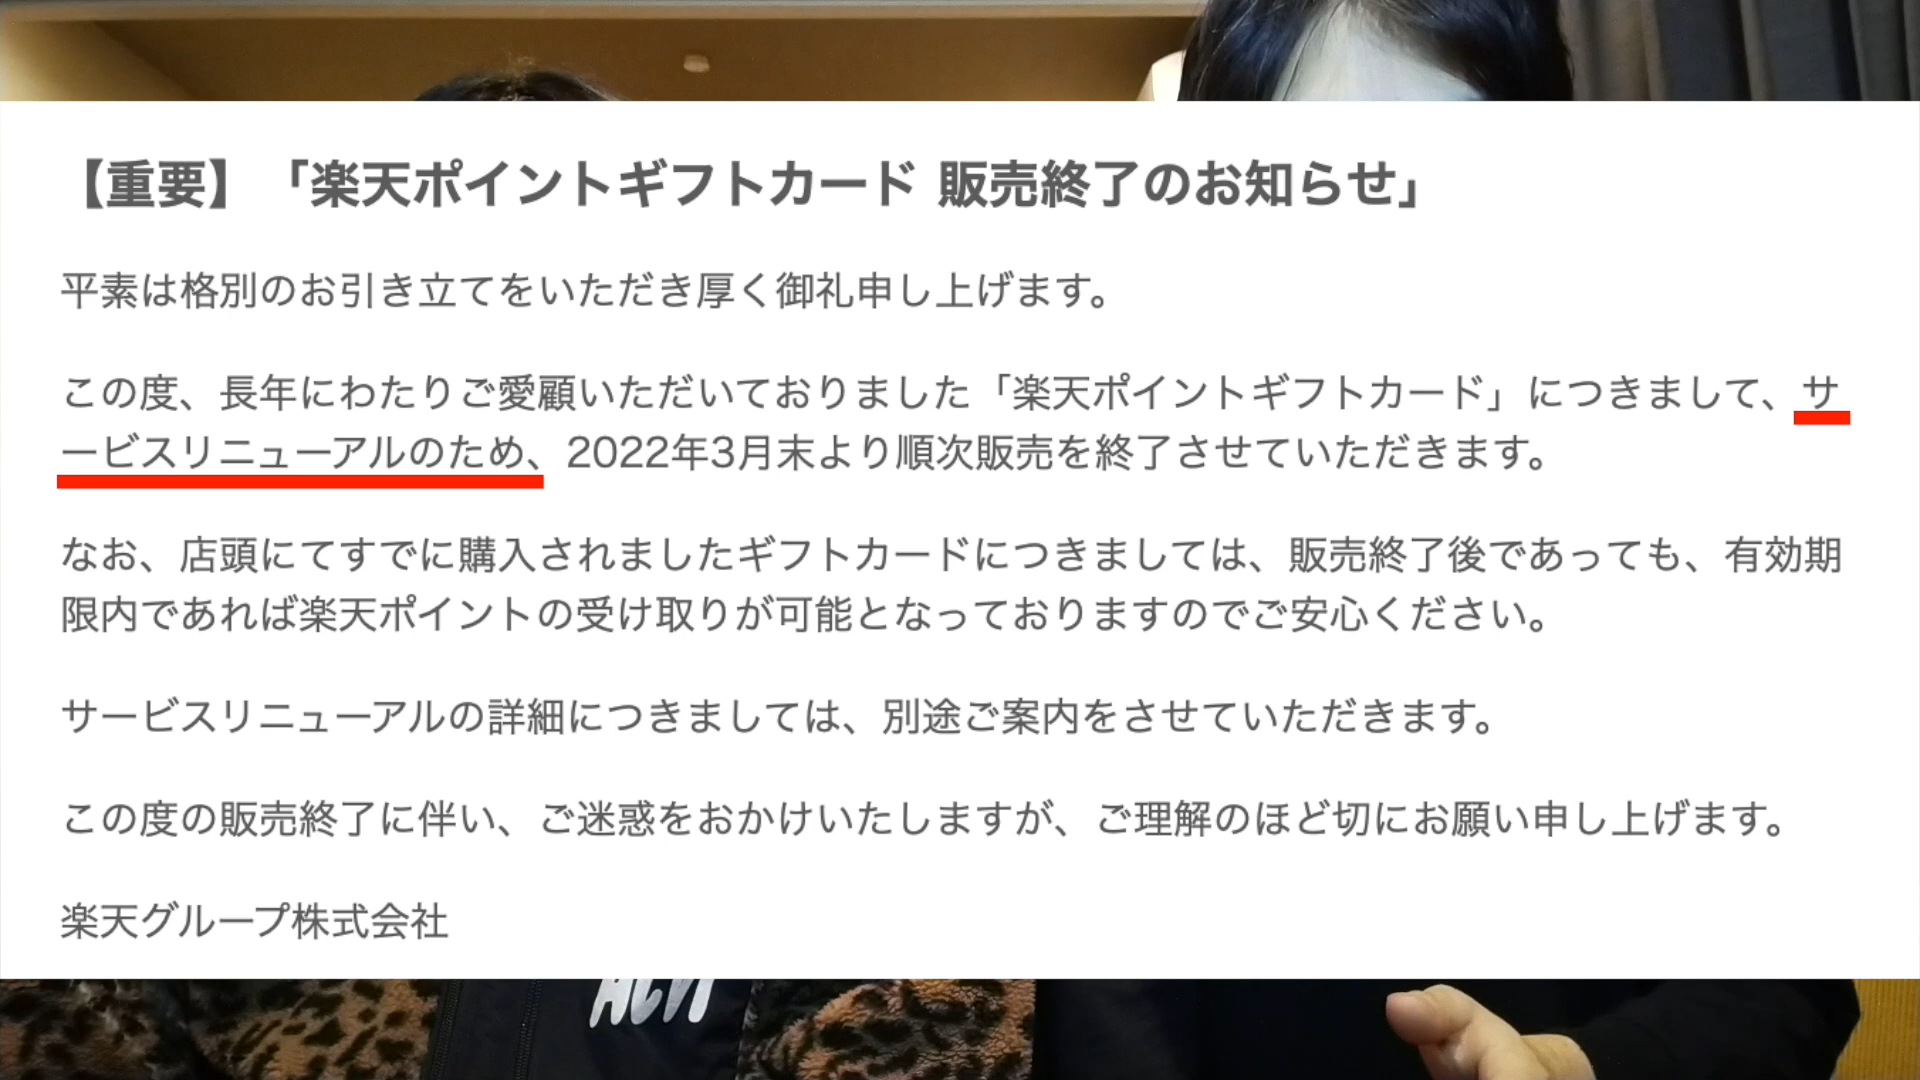 【重要】「楽天ポイントギフトカード 販売終了のお知らせ」
平素は格別のお引き立てをいただき厚く御礼申し上げます。
この度、長年にわたりご愛顧いただいておりました「楽天ポイントギフトカード」につきまして、サ
ービスリニューアルのため、2022年3月末より順次販売を終了させていただきます。
なお、店頭にてすでに購入されましたギフトカードにつきましては、販売終了後であっても、有効期
限内であれば楽天ポイントの受け取りが可能となっておりますのでご安心ください。
サービスリニューアルの詳細につきましては、別途ご案内をさせていただきます。
この度の販売終了に伴い、ご迷惑をおかけいたしますが、ご理解のほど切にお願い申し上げます。
楽天グループ株式会社